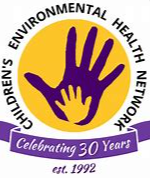 CHILDREN'S ENVIRONMENTAL HEALTH NETWORK
Celebrating 30 Years
est. 1992